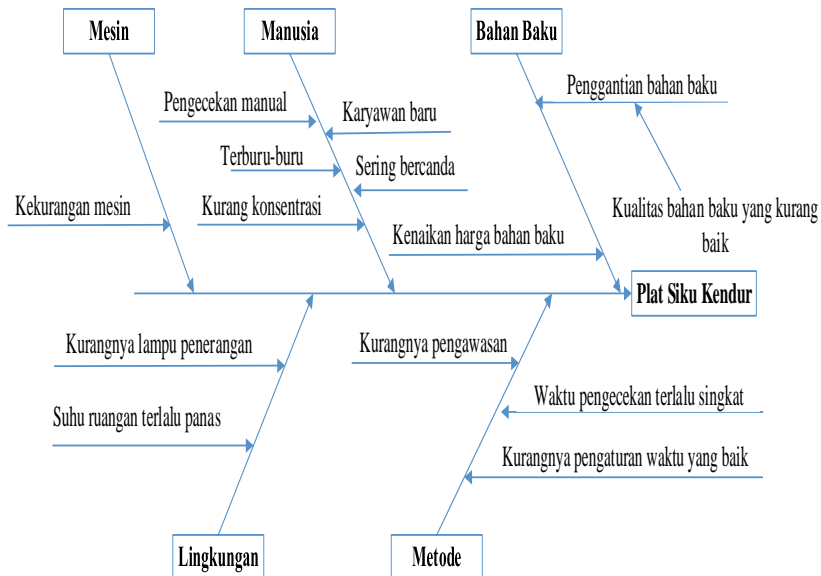 Mesin
Manusia
Bahan Baku
Pengecekan manual
Karyawan baru
Penggantian bahan baku
Terburu-buru
Sering bercanda
Kekurangan mesin
Kurang konsentrasi
Kualitas bahan baku yang kurang
baik
Kenaikan harga bahan baku
Plat Siku Kendur
Kurangnya lampu penerangan
Kurangnya pengawasan
Suhu ruangan terlalu panas
Waktu pengecekan terlalu singkat
Kurangnya pengaturan waktu yang baik
Lingkungan
Metode